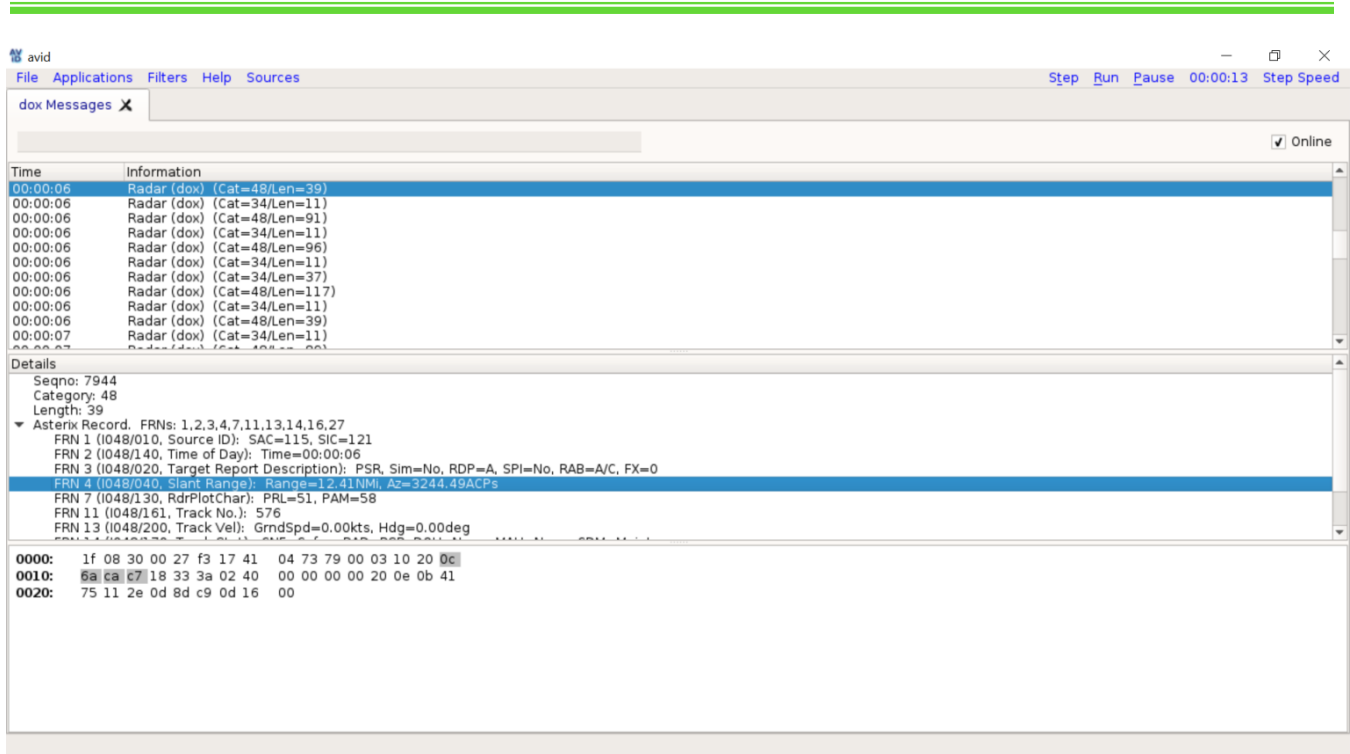 avid
File Applications Filters Help Sources Step Run Pause 00:00:13 Step Speed
dox Messages
Online
Time Information
00:00:06 Radar (dox) (Cat=48/Len=39)
00:00:06 Radar (dox) (Cat=34/Len=11)
00:00:06 Radar (dox) (Cat=48/Len=91)
00:00:06 Radar (dox) (Cat=34/Len=11)
00:00:06 Radar (dox) (Cat=48/Len=96)
00:00:06 Radar (dox) (Cat=34/Len=11)
00:00:06 Radar (dox) (Cat=34/Len=37)
00:00:06 Radar (dox) (Cat=48/Len=117)
00:00:06 Radar (dox) (Cat=34/Len=11)
00:00:06 Radar (dox) (Cat=48/Len=39)
00:00:07 Radar (dox) (Cat=34/Len=11)
Details
Seqno: 7944
Category: 48
Length: 39
Asterix Record. FRNs: 1,2,3,4,7,11,13,14,16,27
FRN 1 (I048/010, Source ID): SAC=115, SIC=121
FRN 2 (I048/140, Time of Day): Time=00:00:06
FRN 3 (I048/020, Target Report Description): PSR, Sim=No, RDP=A, SPI=No, RAB=A/C, FX=0
FRN 4 (I048/040, Slant Range): Range=12.41NMi, Az=3244.49ACPs
FRN 7 (I048/130, RdrPlotChar): PRL=51, PAM=58
FRN 11 (I048/161, Track No.): 576
FRN 13 (I048/200, Track Vel): GrndSpd=0.00kts, Hdg=0.00deg
0000: 1f 08 30 00 27 f3 17 41 04 73 79 00 03 10 20 0c
0010: 6a ca c7 18 33 3a 02 40 00 00 00 00 20 0e 0b 41
0020: 75 11 2e 0d 8d c9 0d 16 00